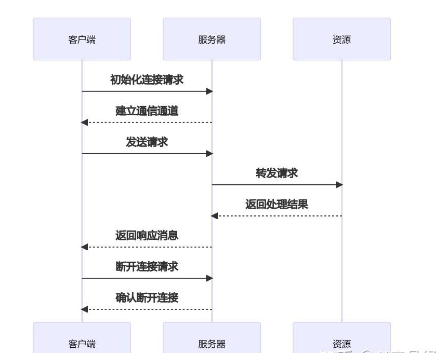 客户端 服务器 资源
初始化连接请求
建立通信通道
发送请求
转发请求
返回处理结果
返回响应消息
断开连接请求
确认断开连接
客户端 服务器 资源